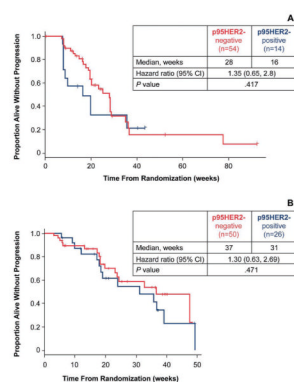 A
p95HER2-negative (n=54)
p95HER2-positive (n=14)
Median, weeks 28 16
Hazard ratio (95% CI) 1.35 (0.65, 2.8)
P value .417
Proportion Alive Without Progression
1.0
0.8
0.6
0.4
0.2
0
0 20 40 60 80 100
Time From Randomization (weeks)
B
p95HER2-negative (n=50)
p95HER2-positive (n=26)
Median, weeks 37 31
Hazard ratio (95% CI) 1.30 (0.63, 2.69)
P value .471
Proportion Alive Without Progression
1.0
0.8
0.6
0.4
0.2
0.0
0 10 20 30 40 50
Time From Randomization (weeks)